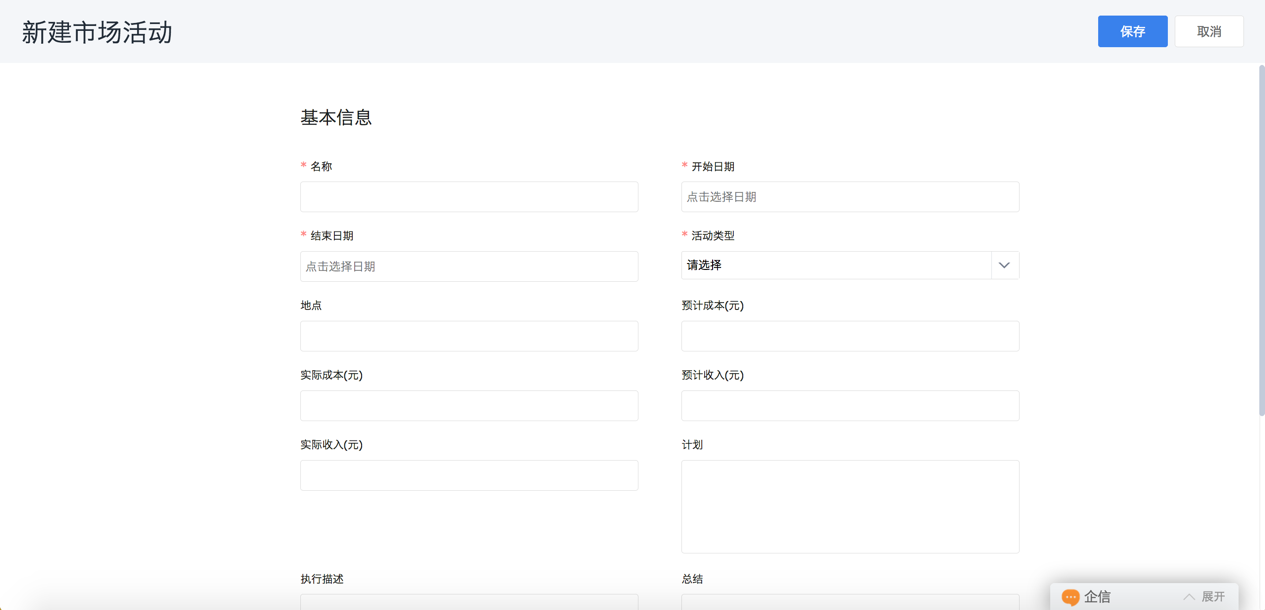 新建市场活动
保存
取消
基本信息
* 名称
* 开始日期
点击选择日期
* 结束日期
* 活动类型
点击选择日期
请选择
地点
预计成本(元)
实际成本(元)
预计收入(元)
实际收入(元)
计划
执行描述
总结
企信
展开